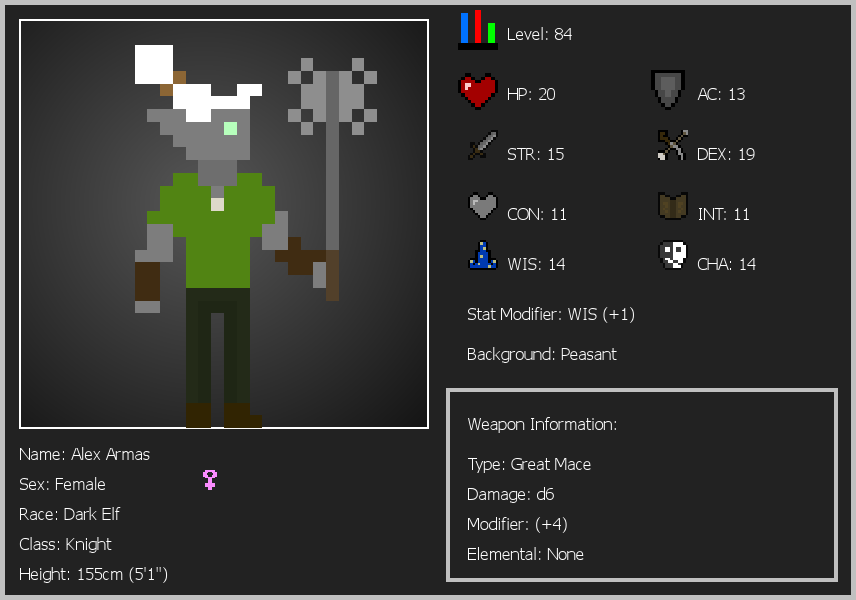 Level: 84
HP: 20
AC: 13
STR: 15
DEX: 19
CON: 11
INT: 11
WIS: 14
CHA: 14
Stat Modifier: WIS (+1)
Background: Peasant
Name: Alex Armas
Sex: Female
Race: Dark Elf
Class: Knight
Height: 155cm (5'1")
Weapon Information:
Type: Great Mace
Damage: d6
Modifier: (+4)
Elemental: None